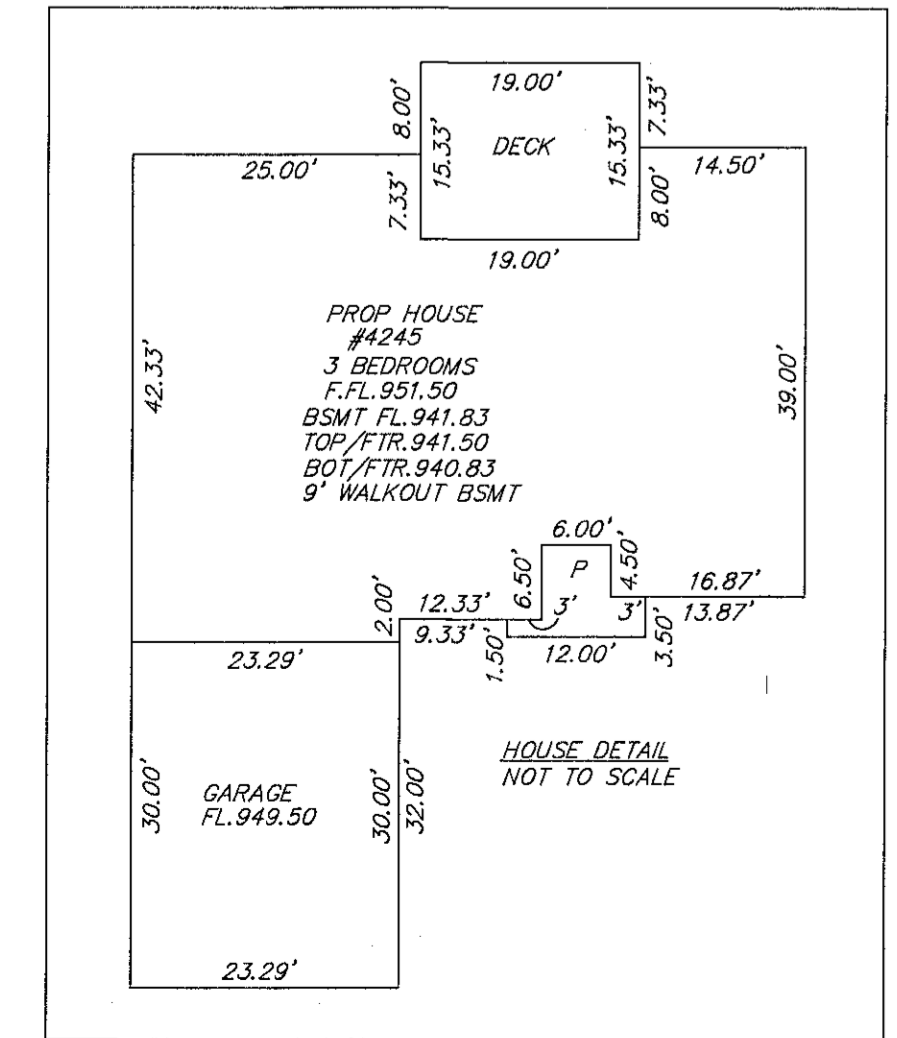 19.00'
8.00'
7.33'
15.33'
DECK
15.33'
25.00'
14.50'
7.33'
8.00'
19.00'
PROP HOUSE
#4245
3 BEDROOMS
F.FL.951.50
BSMT FL.941.83
TOP/FTR.941.50
BOT/FTR.940.83
9' WALKOUT BSMT
42.33'
39.00'
6.00'
6.50'
P
4.50'
16.87'
2.00'
12.33'
3'
3'
13.87'
9.33'
1.50'
12.00'
3.50'
23.29'
HOUSE DETAIL
NOT TO SCALE
30.00'
GARAGE
FL.949.50
30.00'
32.00'
23.29'